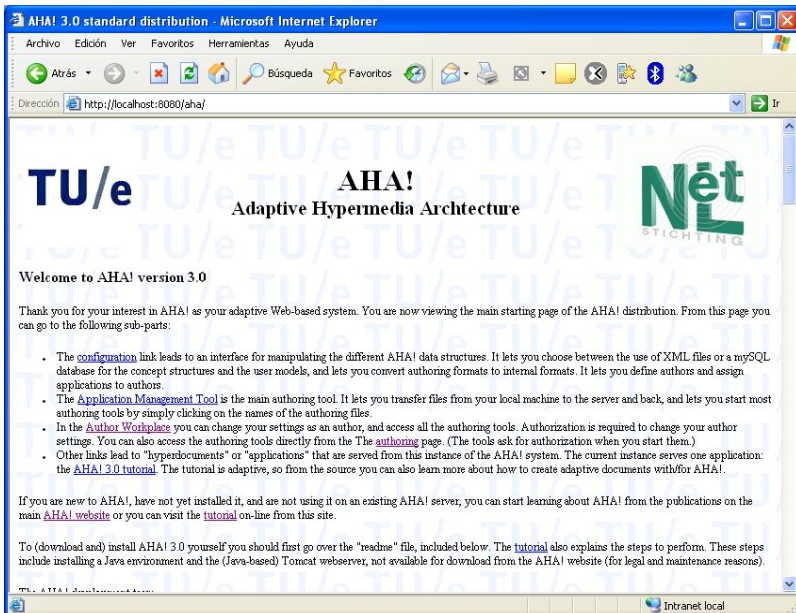 AHA! 3.0 standard distribution - Microsoft Internet Explorer
Archivo Edición Ver Favoritos Herramientas Ayuda
Atrás Búsqueda Favoritos
Dirección http://localhost:8080/aha/ Ir
TU/e
AHA!
Adaptive Hypermedia Archtecture
Net
NL
STICHTING
Welcome to AHA! version 3.0
Thank you for your interest in AHA! as your adaptive Web-based system. You are now viewing the main starting page of the AHA! distribution. From this page you
can go to the following sub-parts:
• The configuration link leads to an interface for manipulating the different AHA! data structures. It lets you choose between the use of XML files or a mySQL
database for the concept structures and the user models, and lets you convert authoring formats to internal formats. It lets you define authors and assign
applications to authors.
• The Application Management Tool is the main authoring tool. It lets you transfer files from your local machine to the server and back, and lets you start most
authoring tools by simply clicking on the names of the authoring files.
• In the Author Workplace you can change your settings as an author, and access all the authoring tools. Authorization is required to change your author
settings. You can also access the authoring tools directly from the The authoring page. (The tools ask for authorization when you start them.)
• Other links lead to "hyperdocuments" or "applications" that are served from this instance of the AHA! system. The current instance serves one application:
the AHA! 3.0 tutorial. The tutorial is adaptive, so from the source you can also learn more about how to create adaptive documents with/for AHA!.
If you are new to AHA!, have not yet installed it, and are not using it on an existing AHA! server, you can start learning about AHA! from the publications on the
main AHA! website or you can visit the tutorial on-line from this site.
To (download and) install AHA! 3.0 yourself you should first go over the "readme" file, included below. The tutorial also explains the steps to perform. These steps
include installing a Java environment and the (Java-based) Tomcat webserver, not available for download from the AHA! website (for legal and maintenance reasons).
Intranet local